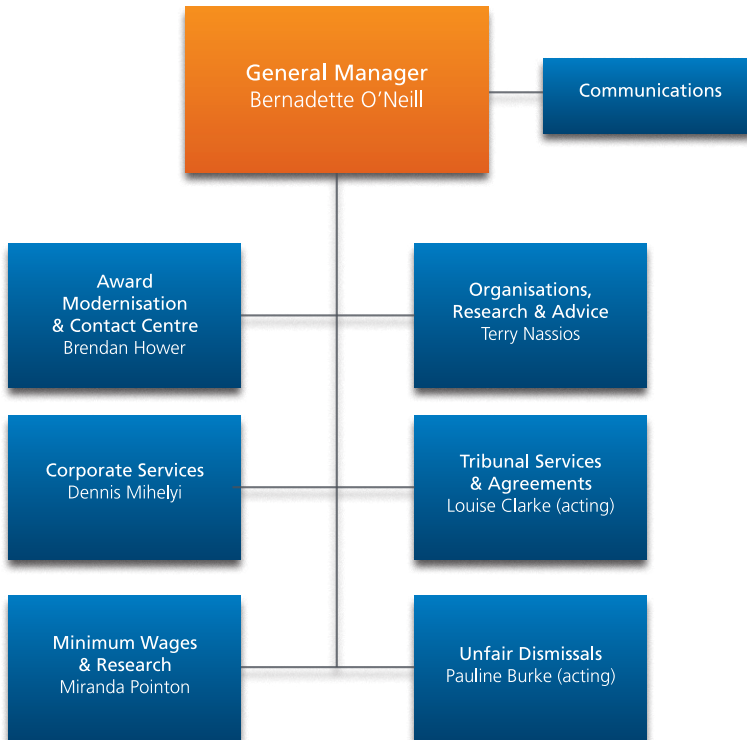 General Manager
Bernadette O’Neill
Communications
Award
Modernisation
& Contact Centre
Brendan Hower
Organisations,
Research & Advice
Terry Nassios
Corporate Services
Dennis Mihelyi
Tribunal Services
& Agreements
Louise Clarke (acting)
Minimum Wages
& Research
Miranda Pointon
Unfair Dismissals
Pauline Burke (acting)